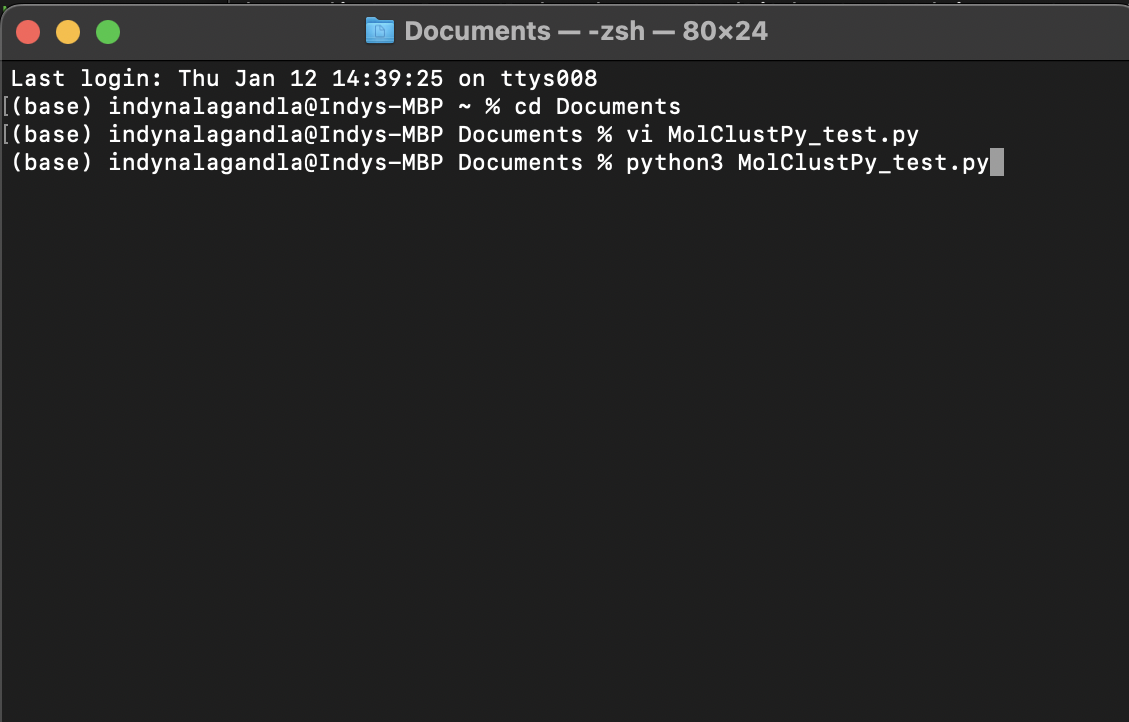 Documents — -zsh — 80×24
Last login: Thu Jan 12 14:39:25 on ttys008
[(base) indynalagandla@Indys-MBP ~ % cd Documents
[(base) indynalagandla@Indys-MBP Documents % vi MolClustPy_test.py
(base) indynalagandla@Indys-MBP Documents % python3 MolClustPy_test.py